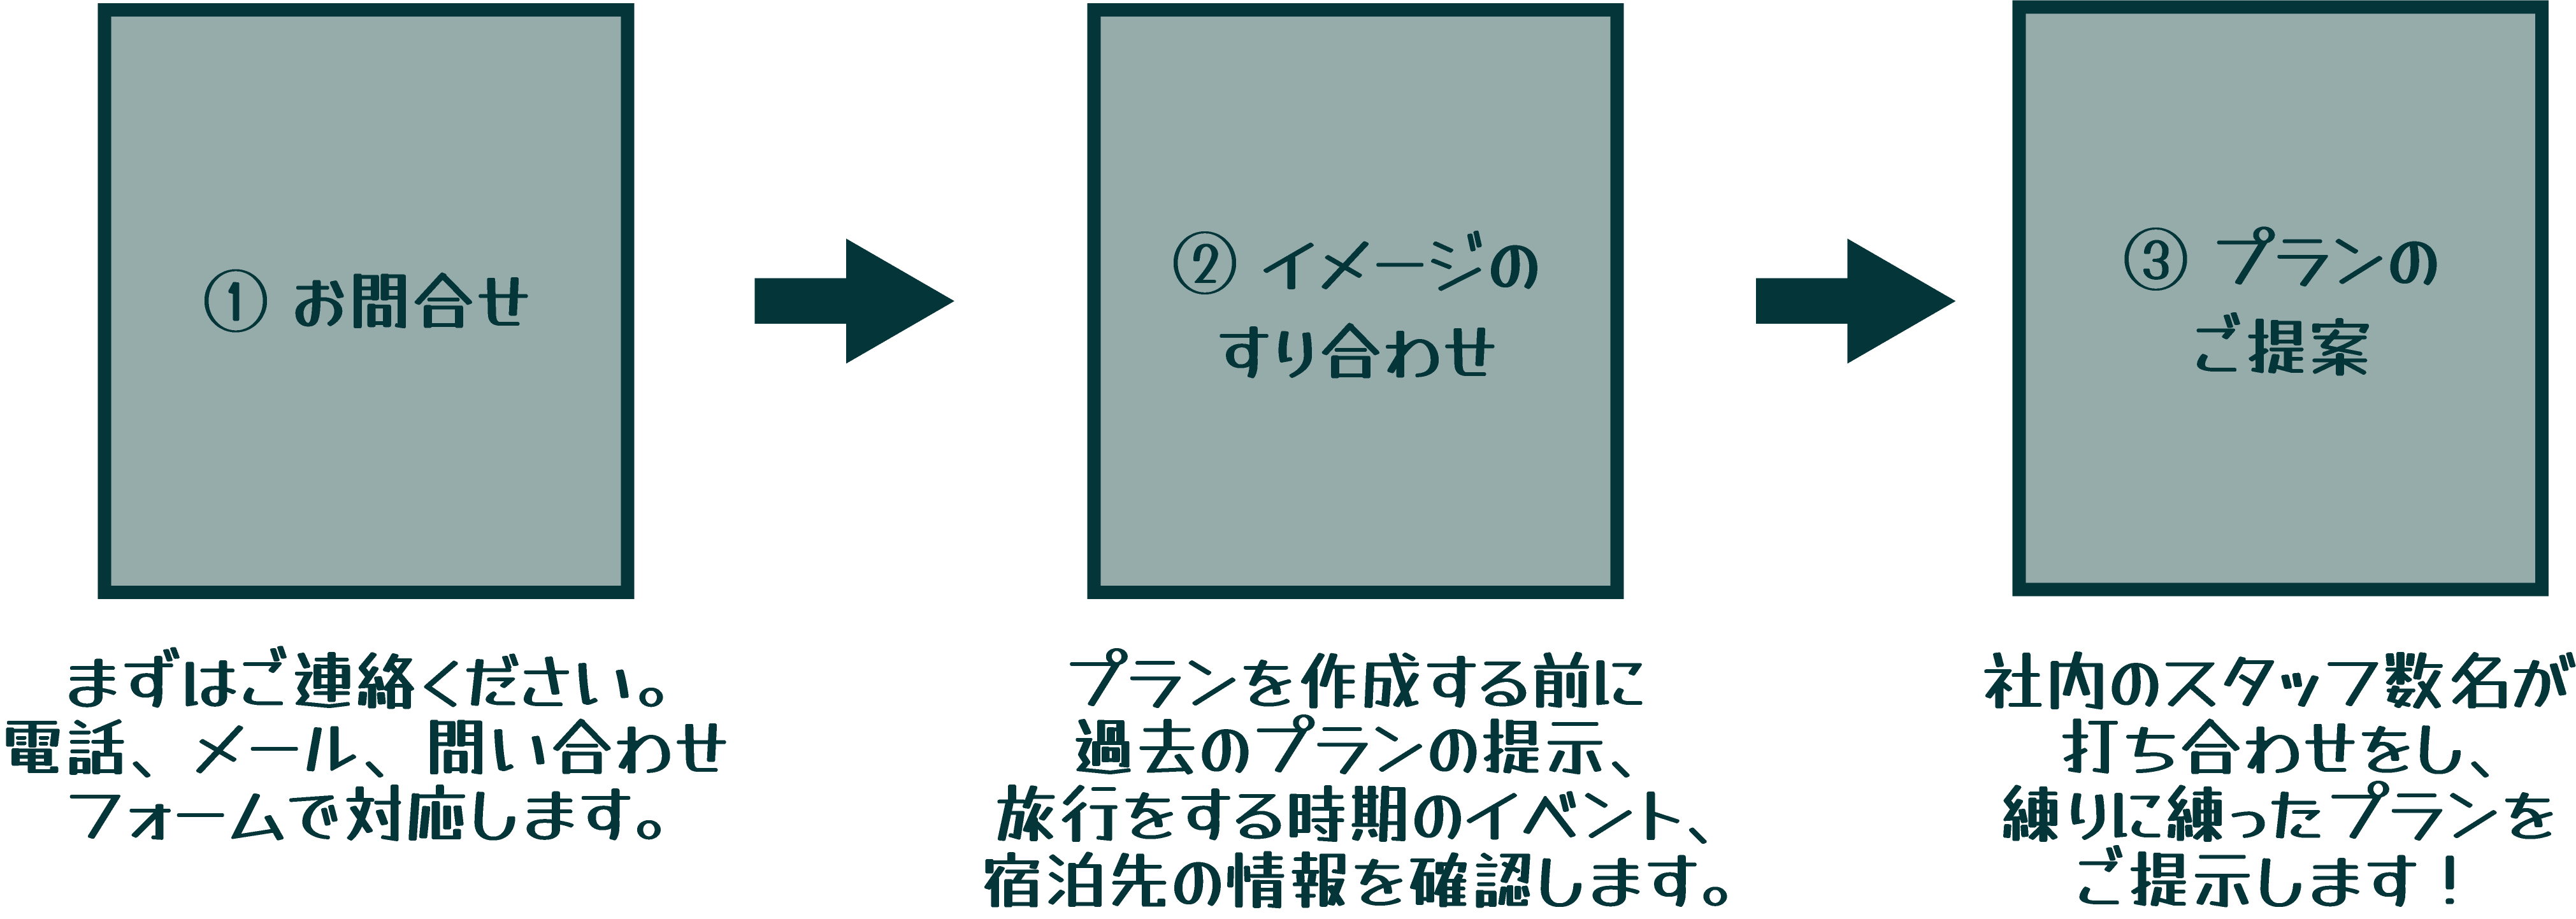 ① お問合せ
まずはご連絡ください。
電話、メール、問い合わせ
フォームで対応します。
② イメージの
すり合わせ
プランを作成する前に
過去のプランの提示、
旅行をする時期のイベント、
宿泊先の情報を確認します。
③ プランの
ご提案
社内のスタッフ数名が
打ち合わせをし、
練りに練ったプランを
ご提示します！